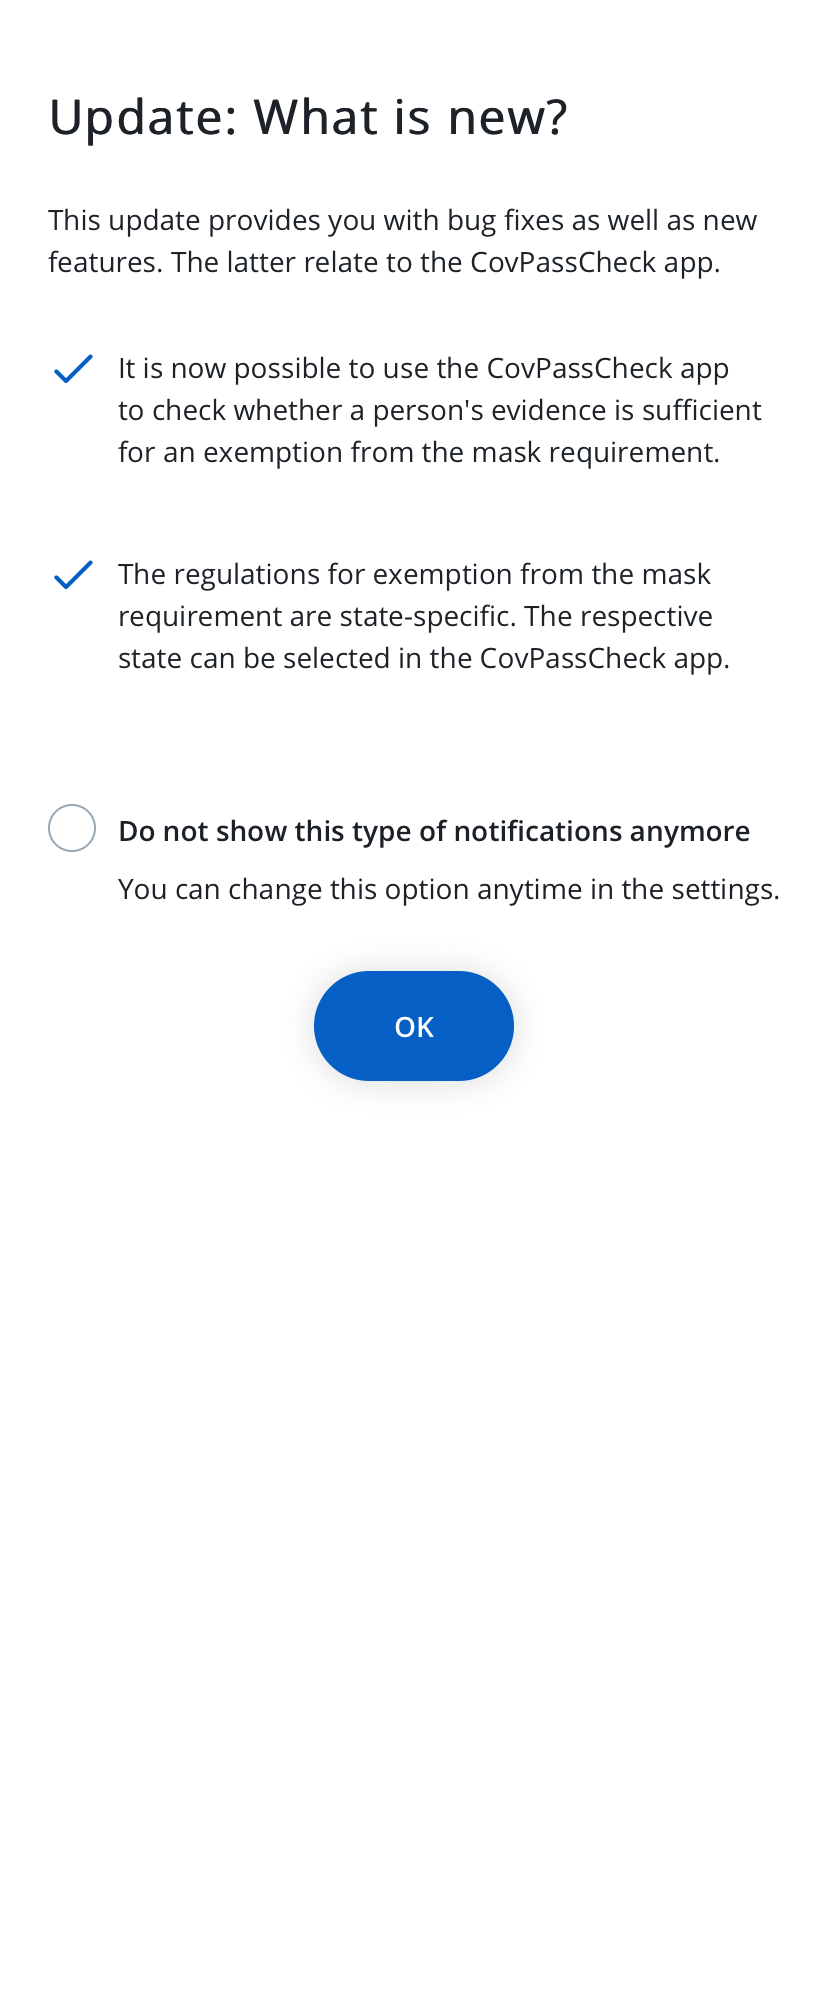 Update: What is new?
This update provides you with bug fixes as well as new
features. The latter relate to the CovPassCheck app.
It is now possible to use the CovPassCheck app
to check whether a person's evidence is sufficient
for an exemption from the mask requirement.
The regulations for exemption from the mask
requirement are state-specific. The respective
state can be selected in the CovPassCheck app.
Do not show this type of notifications anymore
You can change this option anytime in the settings.
OK